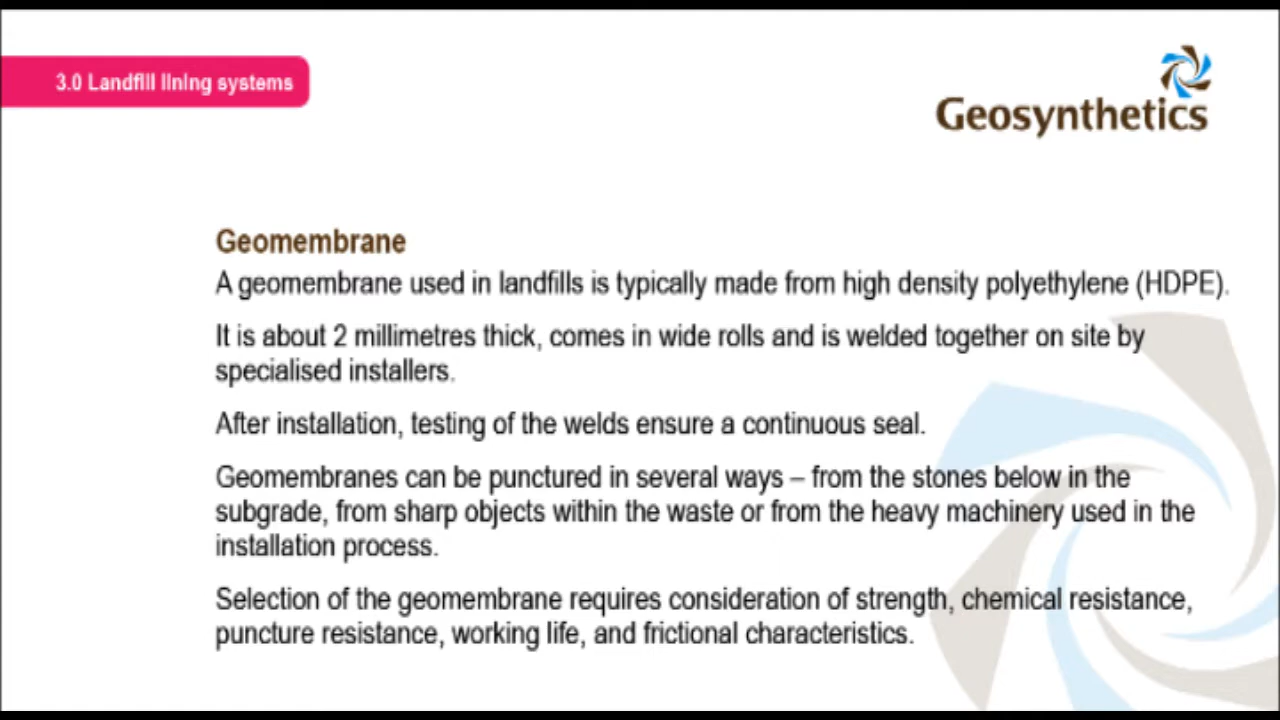 3.0 Landfill lining systems
Geosynthetics
Geomembrane
A geomembrane used in landfills is typically made from high density polyethylene (HDPE).
It is about 2 millimetres thick, comes in wide rolls and is welded together on site by
specialised installers.
After installation, testing of the welds ensure a continuous seal.
Geomembranes can be punctured in several ways – from the stones below in the
subgrade, from sharp objects within the waste or from the heavy machinery used in the
installation process.
Selection of the geomembrane requires consideration of strength, chemical resistance,
puncture resistance, working life, and frictional characteristics.